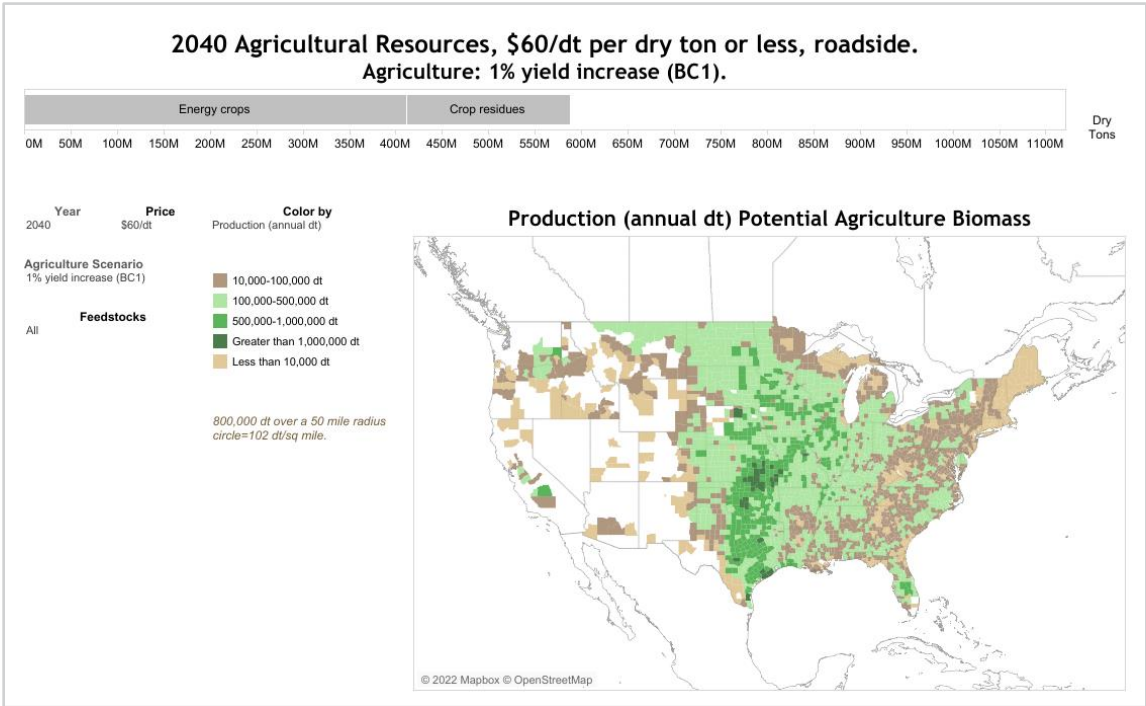 2040 Agricultural Resources, $60/dt per dry ton or less, roadside.
Agriculture: 1% yield increase (BC1).
Energy crops
Crop residues
0M 50M 100M 150M 200M 250M 300M 350M 400M 450M 500M 550M 600M 650M 700M 750M 800M 850M 900M 950M 1000M 1050M 1100M
Dry
Tons
Year
2040
Price
$60/dt
Color by
Production (annual dt)
Agriculture Scenario
1% yield increase (BC1)
Feedstocks
All
10,000-100,000 dt
100,000-500,000 dt
500,000-1,000,000 dt
Greater than 1,000,000 dt
Less than 10,000 dt
800,000 dt over a 50 mile radius
circle=102 dt/sq mile.
Production (annual dt) Potential Agriculture Biomass
© 2022 Mapbox © OpenStreetMap